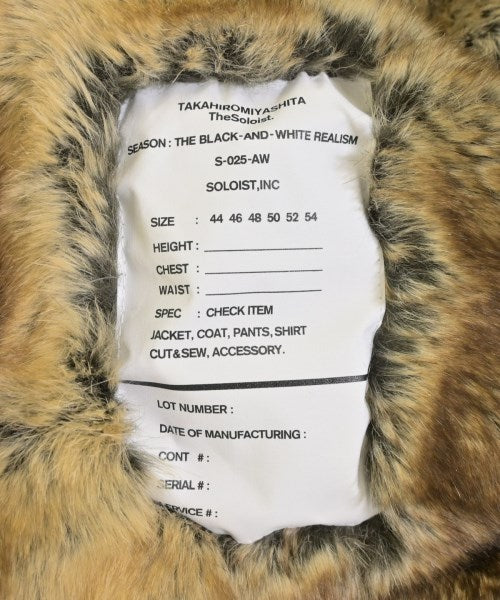 TAKAHIROMIYASHITA
TheSoloist.
SEASON : THE BLACK-AND-WHITE REALISM
S-025-AW
SOLOIST,INC
SIZE : 44 46 48 50 52 54
HEIGHT :
CHEST :
WAIST :
SPEC : CHECK ITEM
JACKET, COAT, PANTS, SHIRT
CUT&SEW, ACCESSORY.
LOT NUMBER :
DATE OF MANUFACTURING :
CONT # :
SERIAL # :
SERVICE # :